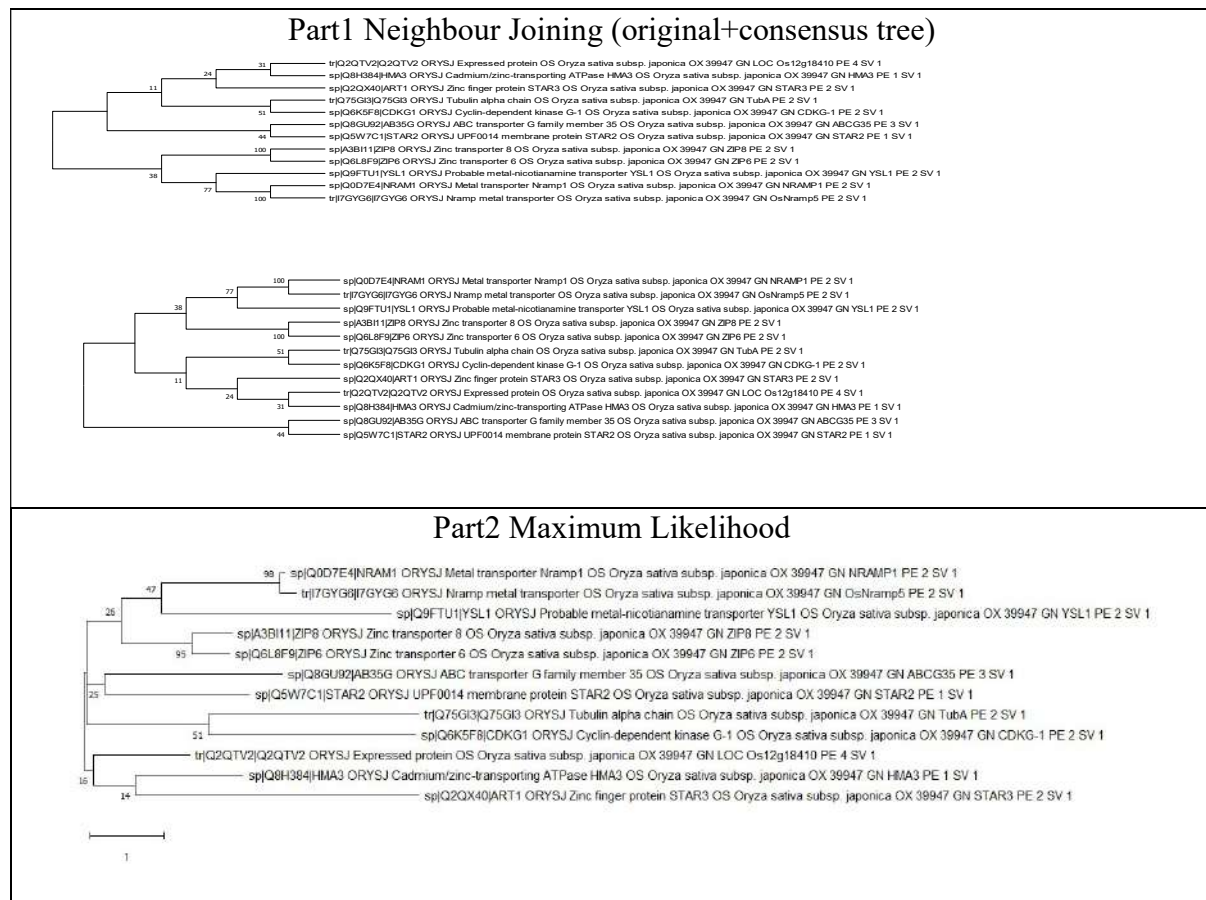 Part1 Neighbour Joining (original+consensus tree)
31 tr|Q2QTV2|Q2QTV2 ORYSJ Expressed protein OS Oryza sativa subsp. japonica OX 39947 GN LOC Os12g18410 PE 4 SV 1
24 sp|Q8H384|HMA3 ORYSJ Cadmium/zinc-transporting ATPase HMA3 OS Oryza sativa subsp. japonica OX 39947 GN HMA3 PE 1 SV 1
11 sp|Q2QX40|ART1 ORYSJ Zinc finger protein STAR3 OS Oryza sativa subsp. japonica OX 39947 GN STAR3 PE 2 SV 1
tr|Q75GI3|Q75GI3 ORYSJ Tubulin alpha chain OS Oryza sativa subsp. japonica OX 39947 GN TubA PE 2 SV 1
51 sp|Q6K5F8|CDKG1 ORYSJ Cyclin-dependent kinase G-1 OS Oryza sativa subsp. japonica OX 39947 GN CDKG-1 PE 2 SV 1
sp|Q8GU92|AB35G ORYSJ ABC transporter G family member 35 OS Oryza sativa subsp. japonica OX 39947 GN ABCG35 PE 3 SV 1
44 sp|Q5W7C1|STAR2 ORYSJ UPF0014 membrane protein STAR2 OS Oryza sativa subsp. japonica OX 39947 GN STAR2 PE 1 SV 1
100 sp|A3BI11|ZIP8 ORYSJ Zinc transporter 8 OS Oryza sativa subsp. japonica OX 39947 GN ZIP8 PE 2 SV 1
sp|Q6L8F9|ZIP6 ORYSJ Zinc transporter 6 OS Oryza sativa subsp. japonica OX 39947 GN ZIP6 PE 2 SV 1
38 sp|Q9FTU1|YSL1 ORYSJ Probable metal-nicotianamine transporter YSL1 OS Oryza sativa subsp. japonica OX 39947 GN YSL1 PE 2 SV 1
77 sp|Q0D7E4|NRAM1 ORYSJ Metal transporter Nramp1 OS Oryza sativa subsp. japonica OX 39947 GN NRAMP1 PE 2 SV 1
100 tr|I7GYG6|I7GYG6 ORYSJ Nramp metal transporter OS Oryza sativa subsp. japonica OX 39947 GN OsNramp5 PE 2 SV 1
100 sp|Q0D7E4|NRAM1 ORYSJ Metal transporter Nramp1 OS Oryza sativa subsp. japonica OX 39947 GN NRAMP1 PE 2 SV 1
77 tr|I7GYG6|I7GYG6 ORYSJ Nramp metal transporter OS Oryza sativa subsp. japonica OX 39947 GN OsNramp5 PE 2 SV 1
38 sp|Q9FTU1|YSL1 ORYSJ Probable metal-nicotianamine transporter YSL1 OS Oryza sativa subsp. japonica OX 39947 GN YSL1 PE 2 SV 1
sp|A3BI11|ZIP8 ORYSJ Zinc transporter 8 OS Oryza sativa subsp. japonica OX 39947 GN ZIP8 PE 2 SV 1
100 sp|Q6L8F9|ZIP6 ORYSJ Zinc transporter 6 OS Oryza sativa subsp. japonica OX 39947 GN ZIP6 PE 2 SV 1
51 tr|Q75GI3|Q75GI3 ORYSJ Tubulin alpha chain OS Oryza sativa subsp. japonica OX 39947 GN TubA PE 2 SV 1
sp|Q6K5F8|CDKG1 ORYSJ Cyclin-dependent kinase G-1 OS Oryza sativa subsp. japonica OX 39947 GN CDKG-1 PE 2 SV 1
11 sp|Q2QX40|ART1 ORYSJ Zinc finger protein STAR3 OS Oryza sativa subsp. japonica OX 39947 GN STAR3 PE 2 SV 1
24 tr|Q2QTV2|Q2QTV2 ORYSJ Expressed protein OS Oryza sativa subsp. japonica OX 39947 GN LOC Os12g18410 PE 4 SV 1
31 sp|Q8H384|HMA3 ORYSJ Cadmium/zinc-transporting ATPase HMA3 OS Oryza sativa subsp. japonica OX 39947 GN HMA3 PE 1 SV 1
sp|Q8GU92|AB35G ORYSJ ABC transporter G family member 35 OS Oryza sativa subsp. japonica OX 39947 GN ABCG35 PE 3 SV 1
44 sp|Q5W7C1|STAR2 ORYSJ UPF0014 membrane protein STAR2 OS Oryza sativa subsp. japonica OX 39947 GN STAR2 PE 1 SV 1
Part2 Maximum Likelihood
98 sp|Q0D7E4|NRAM1 ORYSJ Metal transporter Nramp1 OS Oryza sativa subsp. japonica OX 39947 GN NRAMP1 PE 2 SV 1
47 tr|I7GYG6|I7GYG6 ORYSJ Nramp metal transporter OS Oryza sativa subsp. japonica OX 39947 GN OsNramp5 PE 2 SV 1
26 sp|Q9FTU1|YSL1 ORYSJ Probable metal-nicotianamine transporter YSL1 OS Oryza sativa subsp. japonica OX 39947 GN YSL1 PE 2 SV 1
sp|A3BI11|ZIP8 ORYSJ Zinc transporter 8 OS Oryza sativa subsp. japonica OX 39947 GN ZIP8 PE 2 SV 1
95 sp|Q6L8F9|ZIP6 ORYSJ Zinc transporter 6 OS Oryza sativa subsp. japonica OX 39947 GN ZIP6 PE 2 SV 1
sp|Q8GU92|AB35G ORYSJ ABC transporter G family member 35 OS Oryza sativa subsp. japonica OX 39947 GN ABCG35 PE 3 SV 1
25 sp|Q5W7C1|STAR2 ORYSJ UPF0014 membrane protein STAR2 OS Oryza sativa subsp. japonica OX 39947 GN STAR2 PE 1 SV 1
tr|Q75GI3|Q75GI3 ORYSJ Tubulin alpha chain OS Oryza sativa subsp. japonica OX 39947 GN TubA PE 2 SV 1
51 sp|Q6K5F8|CDKG1 ORYSJ Cyclin-dependent kinase G-1 OS Oryza sativa subsp. japonica OX 39947 GN CDKG-1 PE 2 SV 1
tr|Q2QTV2|Q2QTV2 ORYSJ Expressed protein OS Oryza sativa subsp. japonica OX 39947 GN LOC Os12g18410 PE 4 SV 1
16 sp|Q8H384|HMA3 ORYSJ Cadmium/zinc-transporting ATPase HMA3 OS Oryza sativa subsp. japonica OX 39947 GN HMA3 PE 1 SV 1
14 sp|Q2QX40|ART1 ORYSJ Zinc finger protein STAR3 OS Oryza sativa subsp. japonica OX 39947 GN STAR3 PE 2 SV 1
1